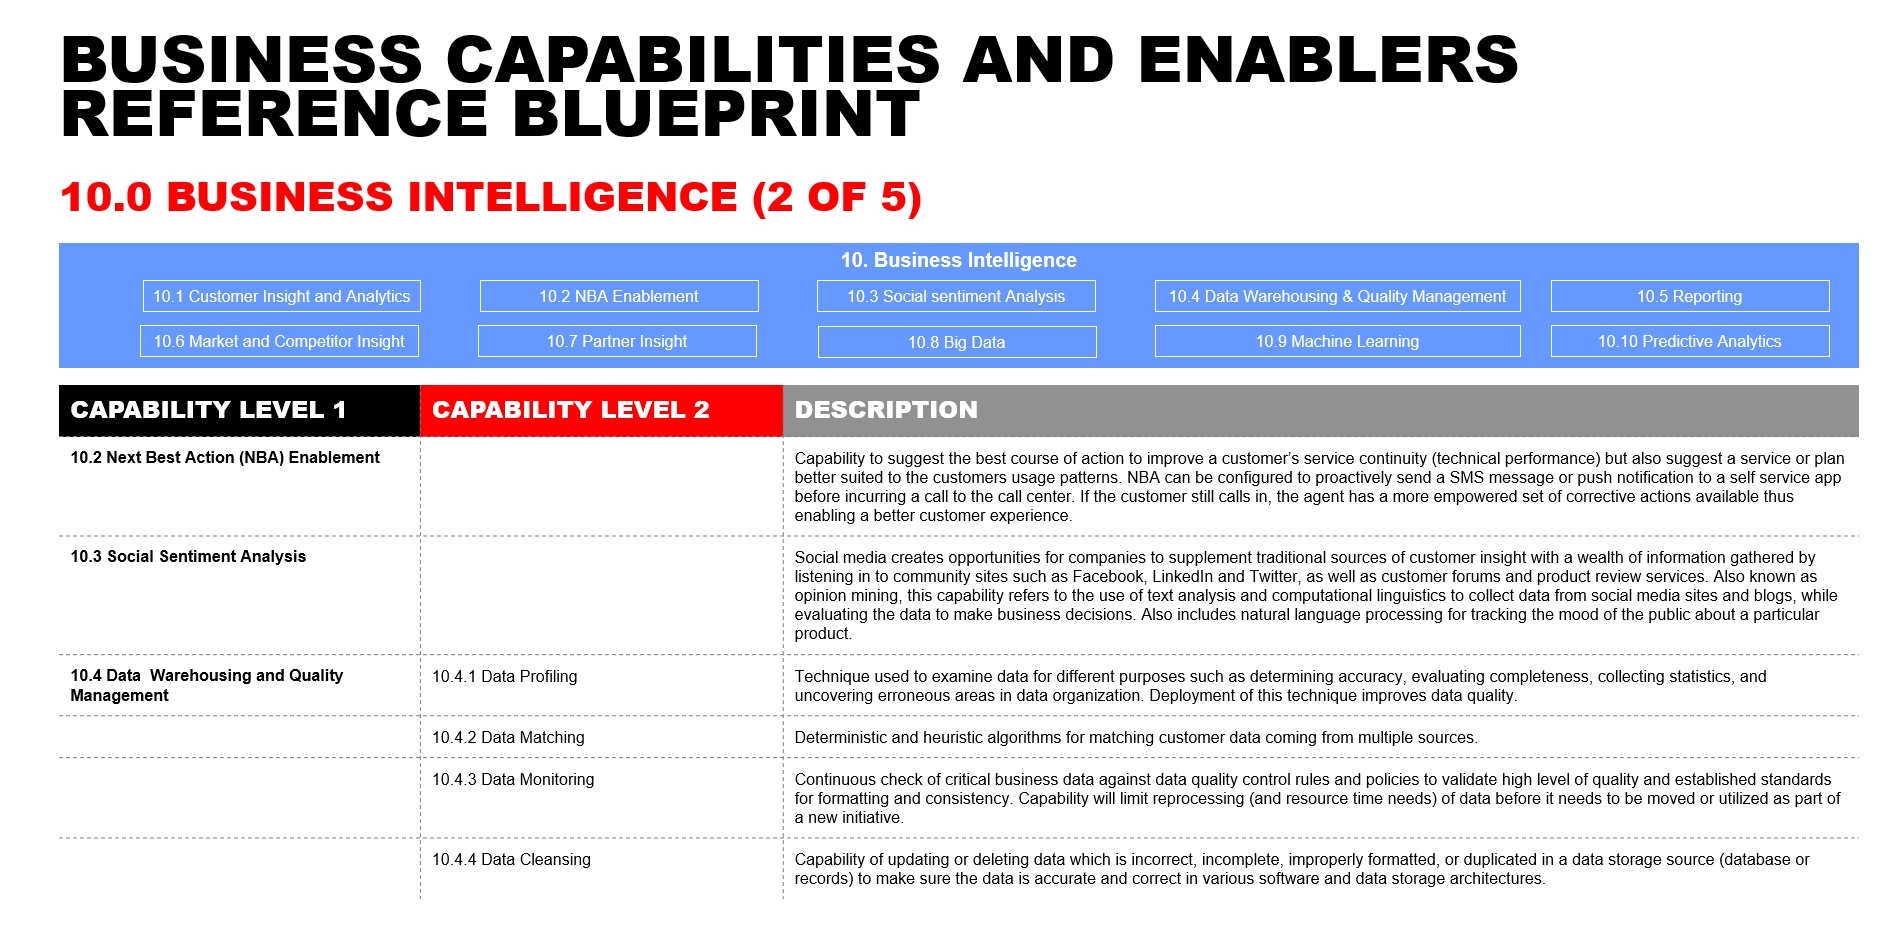 BUSINESS CAPABILITIES AND ENABLERS
REFERENCE BLUEPRINT
10.0 BUSINESS INTELLIGENCE (2 OF 5)
10. Business Intelligence
10.1 Customer Insight and Analytics
10.2 NBA Enablement
10.3 Social sentiment Analysis
10.4 Data Warehousing & Quality Management
10.5 Reporting
10.6 Market and Competitor Insight
10.7 Partner Insight
10.8 Big Data
10.9 Machine Learning
10.10 Predictive Analytics
CAPABILITY LEVEL 1
CAPABILITY LEVEL 2
DESCRIPTION
10.2 Next Best Action (NBA) Enablement
Capability to suggest the best course of action to improve a customer’s service continuity (technical performance) but also suggest a service or plan
better suited to the customers usage patterns. NBA can be configured to proactively send a SMS message or push notification to a self service app
before incurring a call to the call center. If the customer still calls in, the agent has a more empowered set of corrective actions available thus
enabling a better customer experience.
10.3 Social Sentiment Analysis
Social media creates opportunities for companies to supplement traditional sources of customer insight with a wealth of information gathered by
listening in to community sites such as Facebook, LinkedIn and Twitter, as well as customer forums and product review services. Also known as
opinion mining, this capability refers to the use of text analysis and computational linguistics to collect data from social media sites and blogs, while
evaluating the data to make business decisions. Also includes natural language processing for tracking the mood of the public about a particular
product.
10.4 Data  Warehousing and Quality
Management
10.4.1 Data Profiling
Technique used to examine data for different purposes such as determining accuracy, evaluating completeness, collecting statistics, and
uncovering erroneous areas in data organization. Deployment of this technique improves data quality.
10.4.2 Data Matching
Deterministic and heuristic algorithms for matching customer data coming from multiple sources.
10.4.3 Data Monitoring
Continuous check of critical business data against data quality control rules and policies to validate high level of quality and established standards
for formatting and consistency. Capability will limit reprocessing (and resource time needs) of data before it needs to be moved or utilized as part of
a new initiative.
10.4.4 Data Cleansing
Capability of updating or deleting data which is incorrect, incomplete, improperly formatted, or duplicated in a data storage source (database or
records) to make sure the data is accurate and correct in various software and data storage architectures.